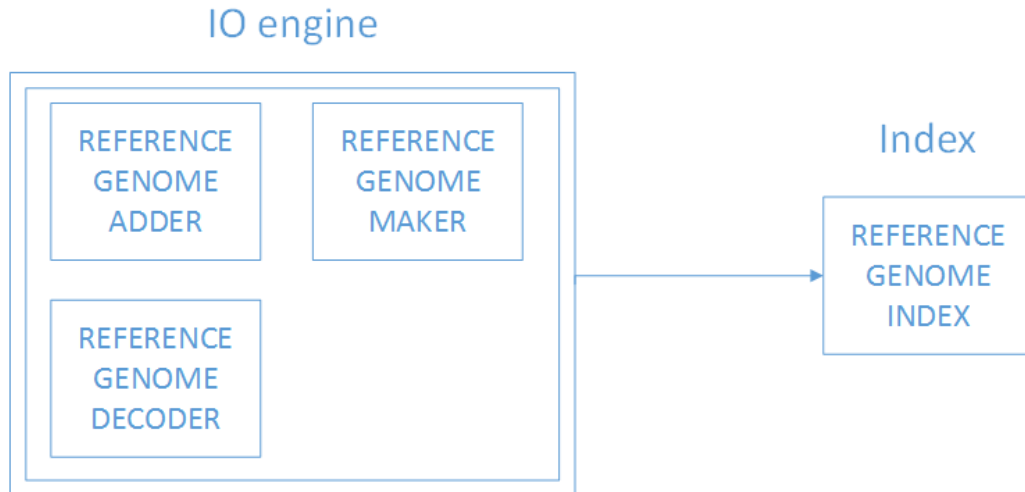 IO engine
REFERENCE
GENOME
ADDER
REFERENCE
GENOME
MAKER
REFERENCE
GENOME
DECODER
Index
REFERENCE
GENOME
INDEX